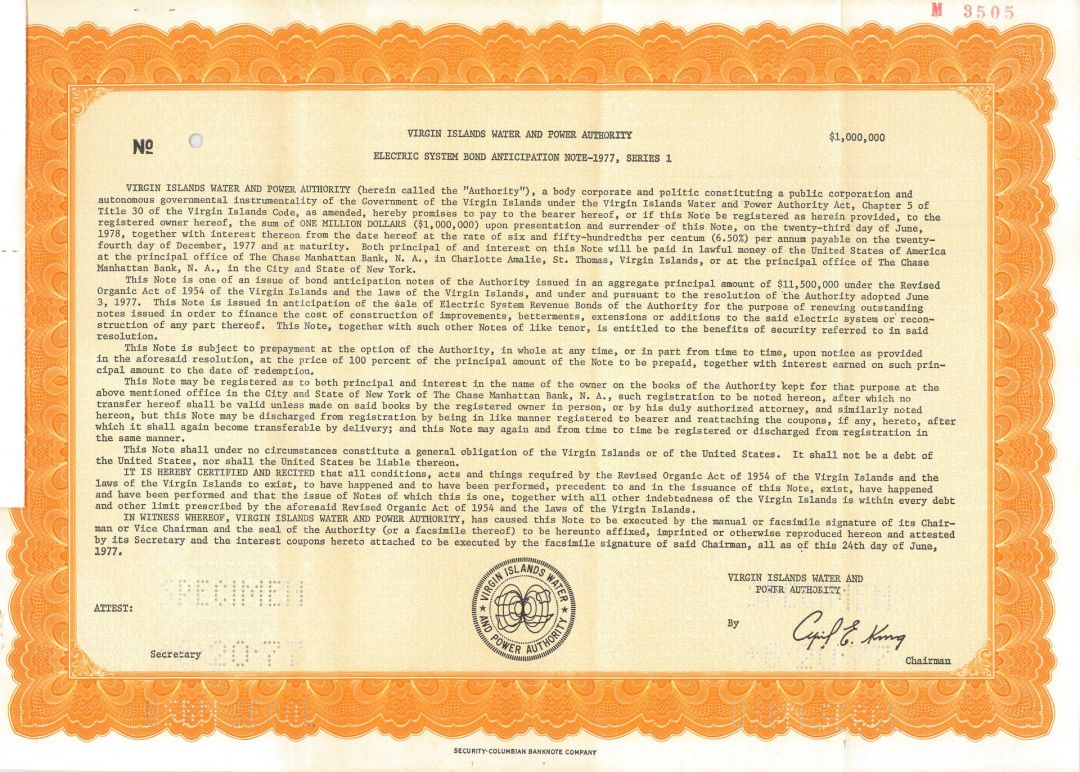 M 3505
Nº
VIRGIN ISLANDS WATER AND POWER AUTHORITY
$1,000,000
ELECTRIC SYSTEM BOND ANTICIPATION NOTE-1977, SERIES 1
VIRGIN ISLANDS WATER AND POWER AUTHORITY (herein called the "Authority"), a body corporate and politic constituting a public corporation and
autonomous governmental instrumentality of the Government of the Virgin Islands under the Virgin Islands Water and Power Authority Act, Chapter 5 of
Title 30 of the Virgin Islands Code, as amended, hereby promises to pay to the bearer hereof, or if this Note be registered as herein provided, to the
registered owner hereof, the sum of ONE MILLION DOLLARS ($1,000,000) upon presentation and surrender of this Note, on the twenty-third day of June,
1978, together with interest thereon from the date hereof at the rate of six and fifty-hundredths per centum (6.50%) per annum payable on the twenty-
fourth day of December, 1977 and at maturity. Both principal of and interest on this Note will be paid in lawful money of the United States of America
at the principal office of The Chase Manhattan Bank, N. A., in Charlotte Amalie, St. Thomas, Virgin Islands, or at the principal office of The Chase
Manhattan Bank, N. A., in the City and State of New York.
This Note is one of an issue of bond anticipation notes of the Authority issued in an aggregate principal amount of $11,500,000 under the Revised
Organic Act of 1954 of the Virgin Islands and the laws of the Virgin Islands, and under and pursuant to the resolution of the Authority adopted June
3, 1977. This Note is issued in anticipation of the sale of Electric System Revenue Bonds of the Authority for the purpose of renewing outstanding
notes issued in order to finance the cost of construction of improvements, betterments, extensions or additions to the said electric system or recon-
struction of any part thereof. This Note, together with such other Notes of like tenor, is entitled to the benefits of security referred to in said
resolution.
This Note is subject to prepayment at the option of the Authority, in whole at any time, or in part from time to time, upon notice as provided
in the aforesaid resolution, at the price of 100 percent of the principal amount of the Note to be prepaid, together with interest earned on such prin-
cipal amount to the date of redemption.
This Note may be registered as to both principal and interest in the name of the owner on the books of the Authority kept for that purpose at the
above mentioned office in the City and State of New York of The Chase Manhattan Bank, N. A., such registration to be noted hereon, after which no
transfer hereof shall be valid unless made on said books by the registered owner in person, or by his duly authorized attorney, and similarly noted
hereon, but this Note may be discharged from registration by being in like manner registered to bearer and reattaching the coupons, if any, hereto, after
which it shall again become transferable by delivery; and this Note may again and from time to time be registered or discharged from registration in
the same manner.
This Note shall under no circumstances constitute a general obligation of the Virgin Islands or of the United States. It shall not be a debt of
the United States, nor shall the United States be liable thereon.
IT IS HEREBY CERTIFIED AND RECITED that all conditions, acts and things required by the Revised Organic Act of 1954 of the Virgin Islands and the
laws of the Virgin Islands to exist, to have happened and to have been performed, precedent to and in the issuance of this Note, exist, have happened
and have been performed and that the issue of Notes of which this is one, together with all other indebtedness of the Virgin Islands is within every debt
and other limit prescribed by the aforesaid Revised Organic Act of 1954 and the laws of the Virgin Islands.
IN WITNESS WHEREOF, VIRGIN ISLANDS WATER AND POWER AUTHORITY, has caused this Note to be executed by the manual or facsimile signature of its Chair-
man or Vice Chairman and the seal of the Authority (or a facsimile thereof) to be hereunto affixed, imprinted or otherwise reproduced hereon and attested
by its Secretary and the interest coupons hereto attached to be executed by the facsimile signature of said Chairman, all as of this 24th day of June,
1977.
SPECIMEN
ATTEST:
VIRGIN ISLANDS WATER
AND POWER AUTHORITY
VIRGIN ISLANDS WATER AND
POWER AUTHORITY
SPECIMEN
By Cyril E. King
Secretary
20-77
Chairman
SECURITY-COLUMBIAN BANKNOTE COMPANY